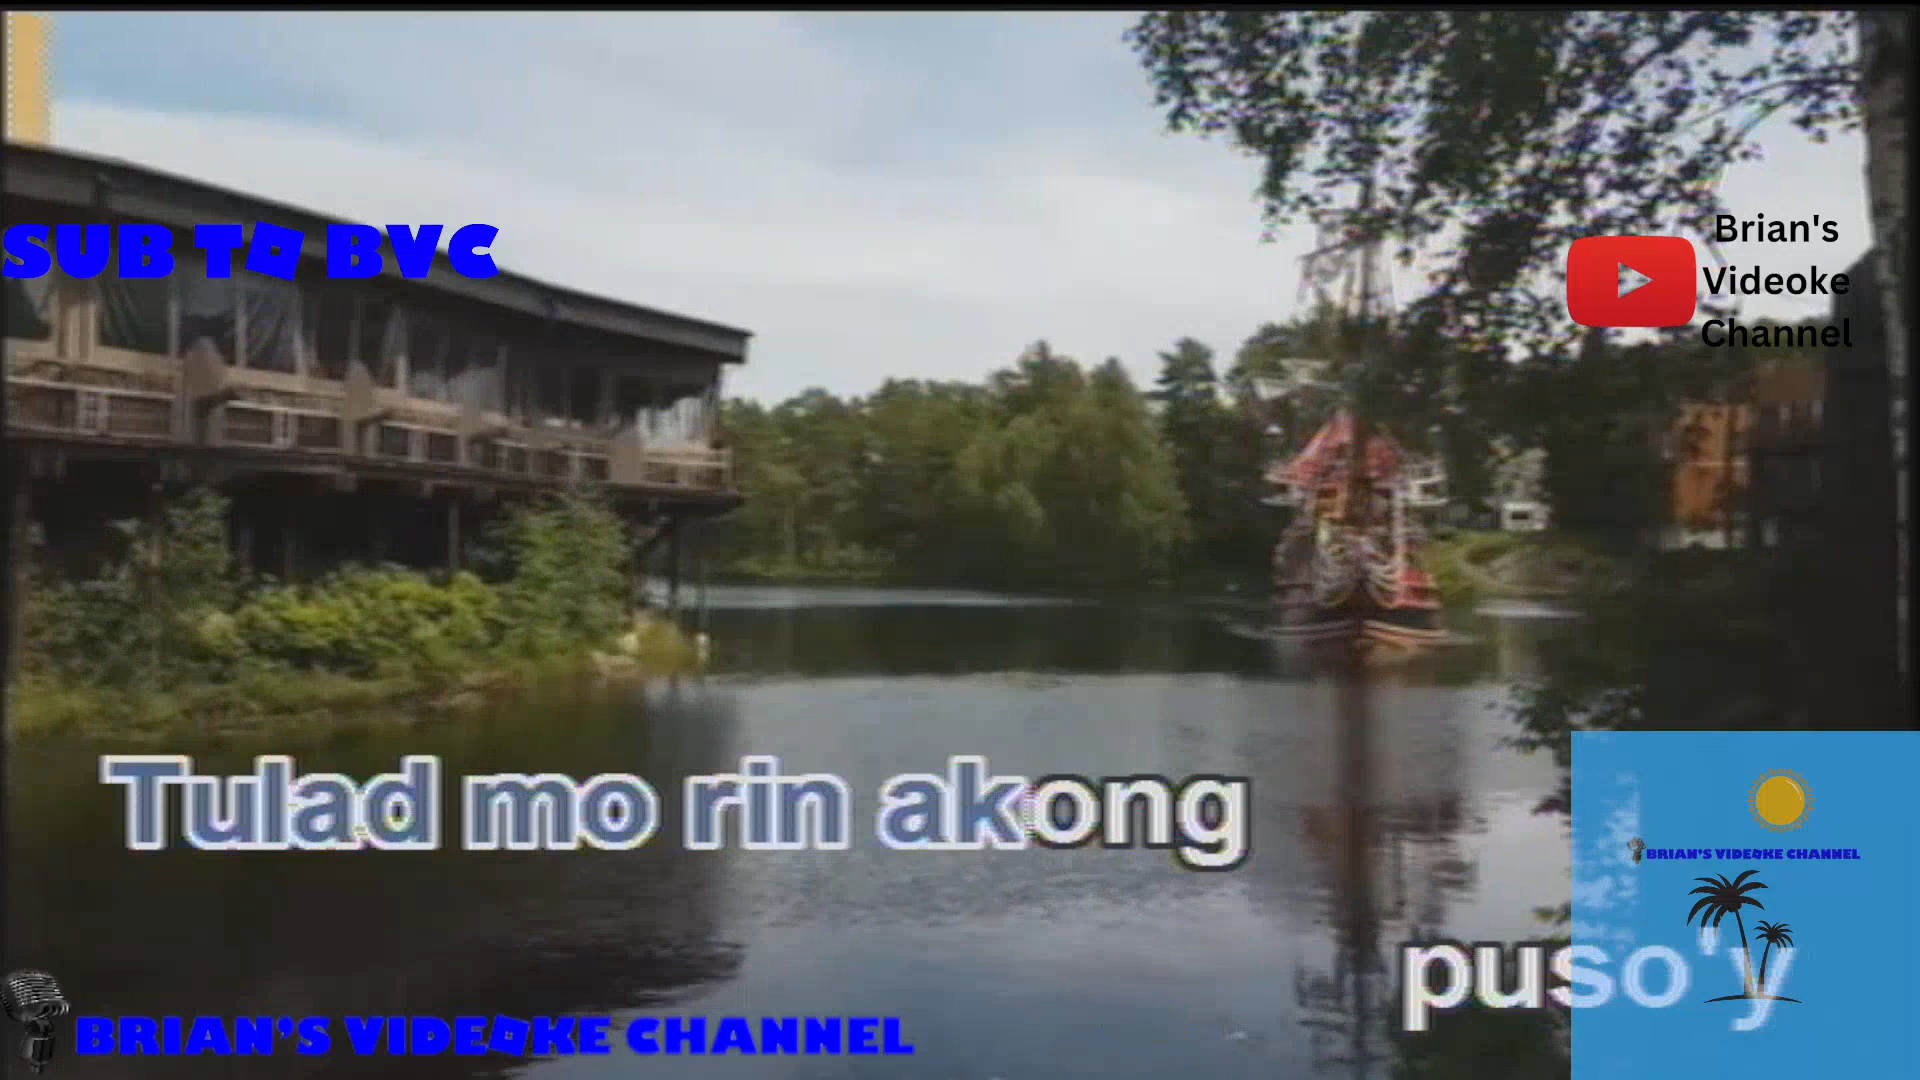 SUB TO BVC
Brian's
Videoke
Channel
Tulad mo rin akong
BRIAN'S VIDEOKE CHANNEL
puso'y
BRIAN'S VIDEOKE CHANNEL